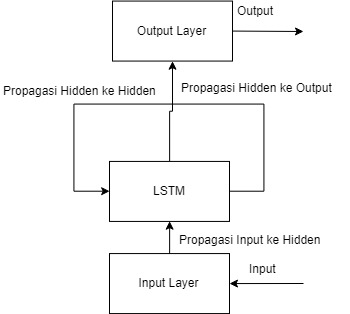 Output
Output Layer
Propagasi Hidden ke Hidden
Propagasi Hidden ke Output
LSTM
Propagasi Input ke Hidden
Input
Input Layer